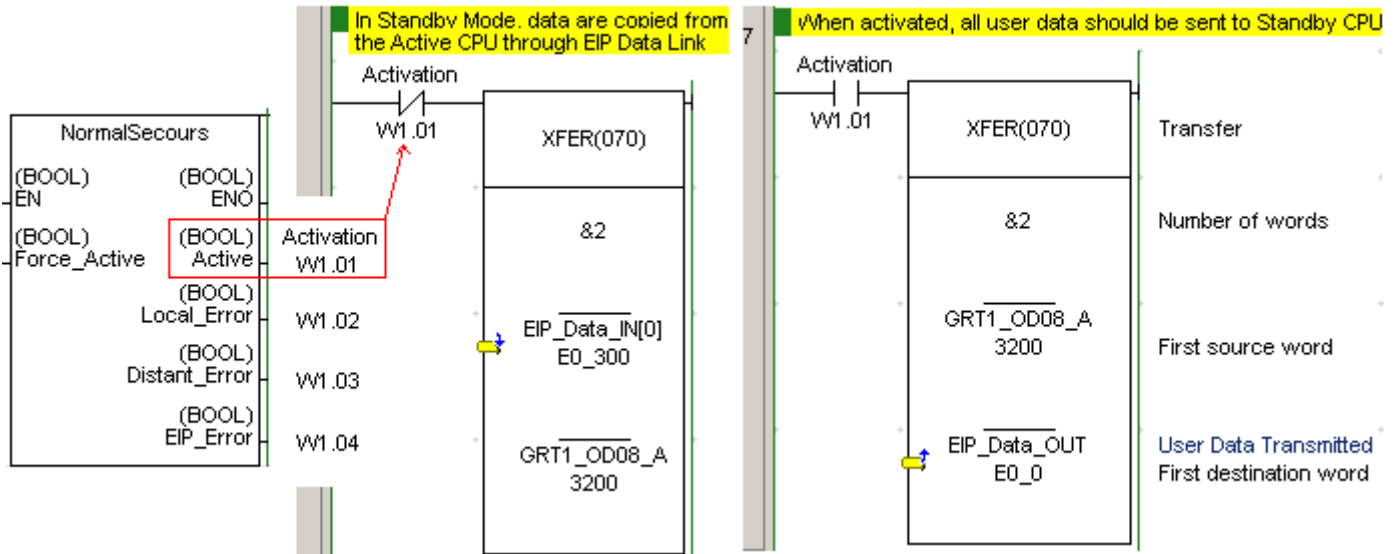 In Standby Mode, data are copied from
the Active CPU through EIP Data Link
Activation
W1.01
XFER(070)
&2
EIP_Data_IN[0]
E0_300
GRT1_OD08_A
3200
NormalSecours
(BOOL)
EN
(BOOL)
ENO
(BOOL)
Force_Active
(BOOL)
Active
Activation
W1.01
(BOOL)
Local_Error
W1.02
(BOOL)
Distant_Error
W1.03
(BOOL)
EIP_Error
W1.04
7
When activated, all user data should be sent to Standby CPU
Activation
W1.01
XFER(070)
Transfer
&2
Number of words
GRT1_OD08_A
3200
First source word
EIP_Data_OUT
E0_0
User Data Transmitted
First destination word